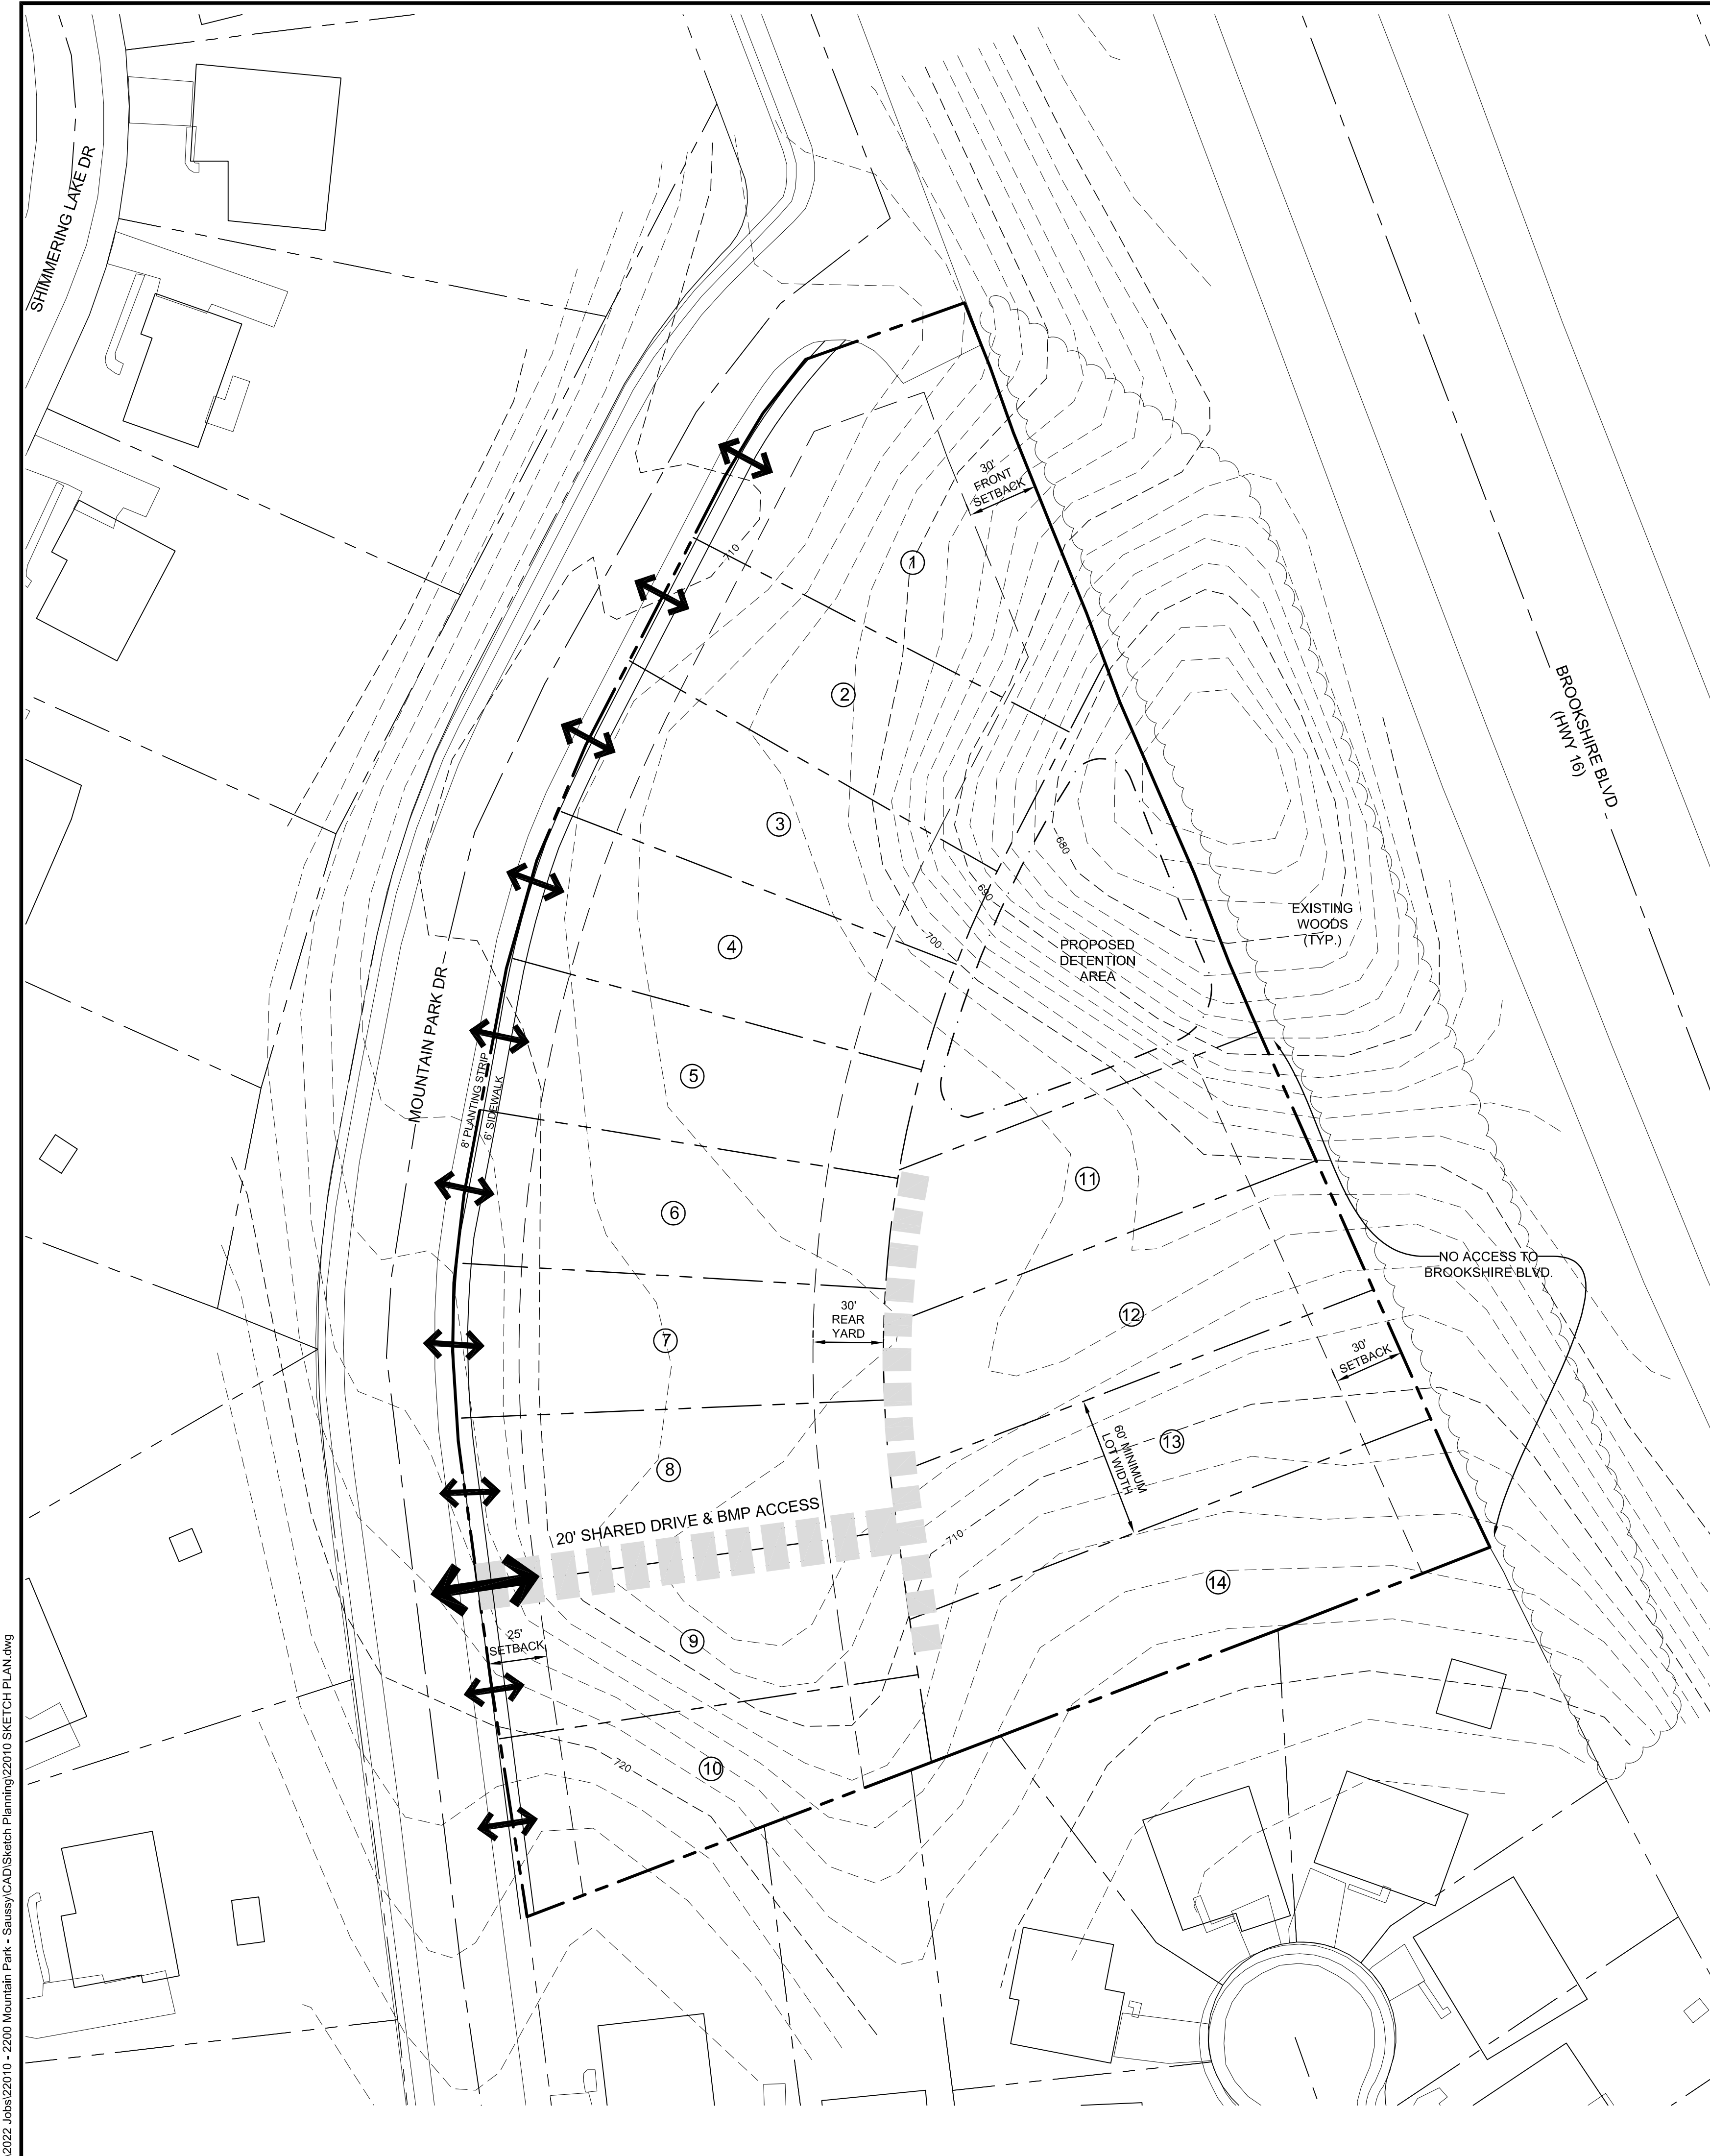 SHIMMERING LAKE DR
30'
FRONT
SETBACK
710
1
BROOKSHIRE BLVD
(HWY 16)
2
3
680
690
EXISTING
WOODS
(TYP.)
700
PROPOSED
DETENTION
AREA
4
MOUNTAIN PARK DR
8' PLANTING STRIP
6' SIDEWALK
5
11
6
NO ACCESS TO
BROOKSHIRE BLVD.
30'
REAR
YARD
12
7
30'
SETBACK
60' MINIMUM
LOT WIDTH
13
8
20' SHARED DRIVE & BMP ACCESS
710
14
25'
SETBACK
9
720
10
2022 Jobs\22010 - 2200 Mountain Park - Saussy\CAD\Sketch Planning\22010 SKETCH PLAN.dwg